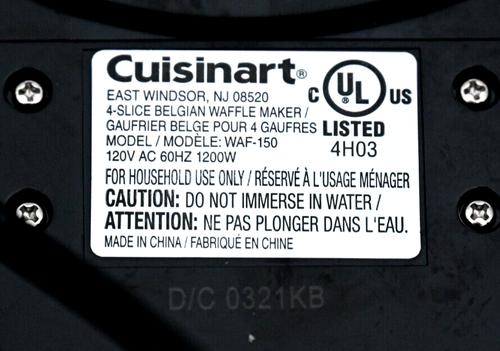 Cuisinart®
EAST WINDSOR, NJ 08520
4-SLICE BELGIAN WAFFLE MAKER /
GAUFRIER BELGE POUR 4 GAUFRES
MODEL / MODÈLE: WAF-150
120V AC 60HZ 1200W
C UL® US
LISTED
4H03
FOR HOUSEHOLD USE ONLY / RÉSERVÉ À L'USAGE MÉNAGER
CAUTION: DO NOT IMMERSE IN WATER /
ATTENTION: NE PAS PLONGER DANS L'EAU.
MADE IN CHINA / FABRIQUÉ EN CHINE
D/C 0321KB